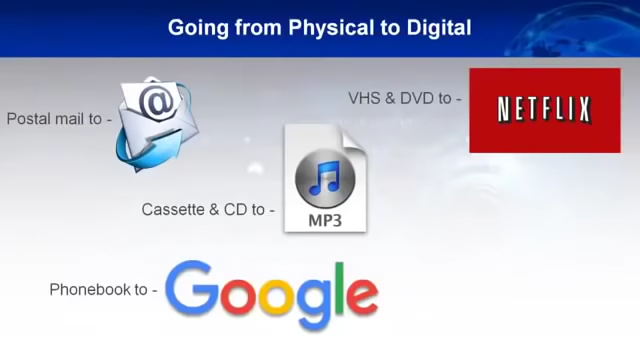 Going from Physical to Digital
Postal mail to -
@
VHS & DVD to -
NETFLIX
Cassette & CD to -
MP3
Phonebook to -
Google